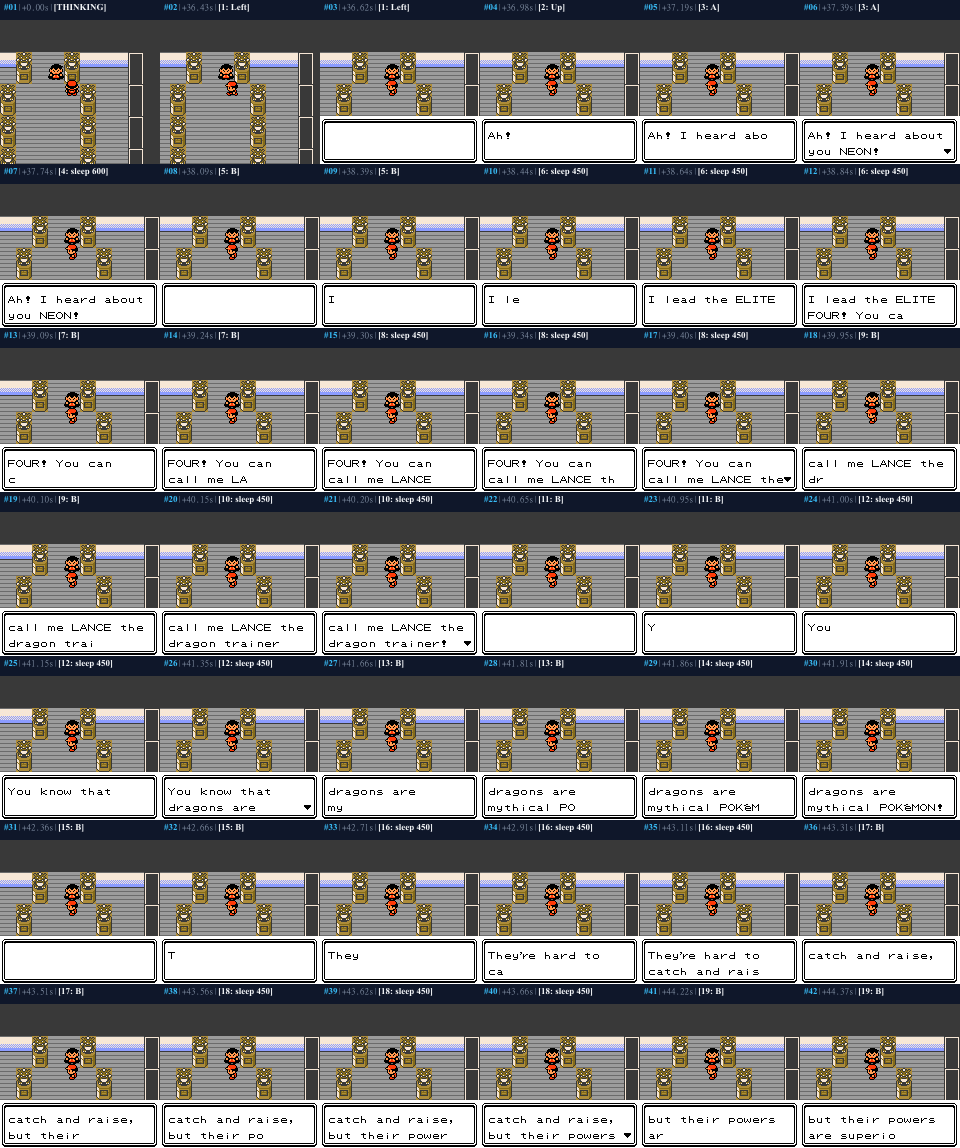 #01|+0.00s|[THINKING]
#02|+36.43s|[1: Left]
#03|+36.62s|[1: Left]
#04|+36.98s|[2: Up]
#05|+37.19s|[3: A]
#06|+37.39s|[3: A]
Ah!
Ah! I heard abo
Ah! I heard about
you NEON!
#07|+37.74s|[4: sleep 600]
#08|+38.09s|[5: B]
#09|+38.39s|[5: B]
#10|+38.44s|[6: sleep 450]
#11|+38.64s|[6: sleep 450]
#12|+38.84s|[6: sleep 450]
Ah! I heard about
you NEON!
I
I le
I lead the ELITE
I lead the ELITE
FOUR! You ca
#13|+39.09s|[7: B]
#14|+39.24s|[7: B]
#15|+39.30s|[8: sleep 450]
#16|+39.34s|[8: sleep 450]
#17|+39.40s|[8: sleep 450]
#18|+39.95s|[9: B]
FOUR! You can
c
FOUR! You can
call me LA
FOUR! You can
call me LANCE
FOUR! You can
call me LANCE th
FOUR! You can
call me LANCE the
call me LANCE the
dr
#19|+40.10s|[9: B]
#20|+40.15s|[10: sleep 450]
#21|+40.20s|[10: sleep 450]
#22|+40.65s|[11: B]
#23|+40.95s|[11: B]
#24|+41.00s|[12: sleep 450]
call me LANCE the
dragon trai
call me LANCE the
dragon trainer
call me LANCE the
dragon trainer!
Y
You
#25|+41.15s|[12: sleep 450]
#26|+41.35s|[12: sleep 450]
#27|+41.66s|[13: B]
#28|+41.81s|[13: B]
#29|+41.86s|[14: sleep 450]
#30|+41.91s|[14: sleep 450]
You know that
You know that
dragons are
dragons are
my
dragons are
mythical PO
dragons are
mythical POKéM
dragons are
mythical POKéMON!
#31|+42.36s|[15: B]
#32|+42.66s|[15: B]
#33|+42.71s|[16: sleep 450]
#34|+42.91s|[16: sleep 450]
#35|+43.11s|[16: sleep 450]
#36|+43.31s|[17: B]
T
They
They're hard to
ca
They're hard to
catch and rais
catch and raise,
#37|+43.51s|[17: B]
#38|+43.56s|[18: sleep 450]
#39|+43.62s|[18: sleep 450]
#40|+43.66s|[18: sleep 450]
#41|+44.22s|[19: B]
#42|+44.37s|[19: B]
catch and raise,
but their
catch and raise,
but their po
catch and raise,
but their power
catch and raise,
but their powers
but their powers
ar
but their powers
are superio